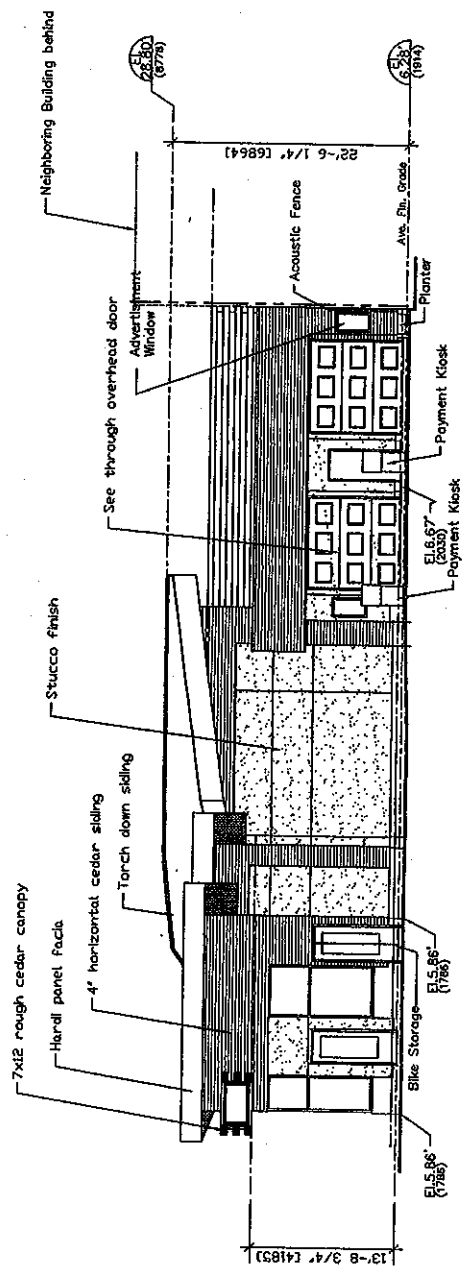 7x12 rough cedar canopy
Hardi panel facia
4" horizontal cedar siding
Torch down siding
Stucco finish
See through overhead door
Advertisment
Window
Neighboring Building behind
El.
28.80'
(8778)
22'-6 1/4" [6864]
Acoustic Fence
Ave. Fin. Grade
El.
6.28'
(1914)
13'-8 3/4" [4185]
El.5.86'
(1786)
Bike Storage
El.5.86'
(1786)
El.6.67'
(2030)
Payment Kiosk
Payment Kiosk
Planter